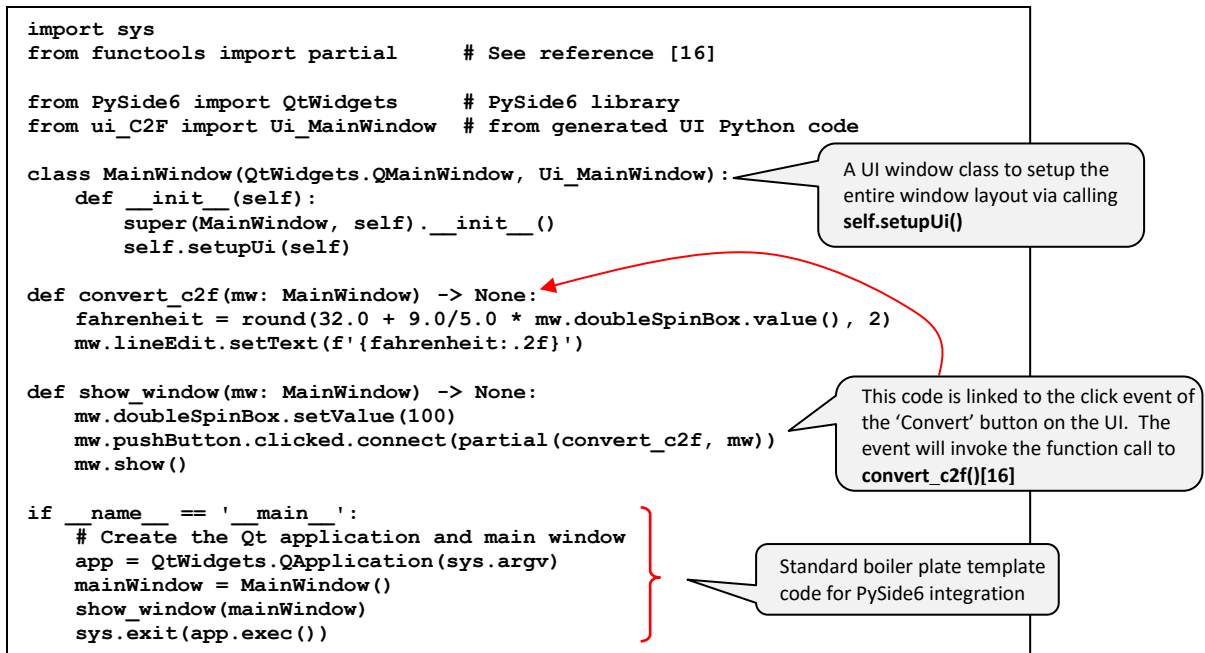 import sys
from functools import partial # See reference [16]
from PySide6 import QtWidgets # PySide6 library
from ui_C2F import Ui_MainWindow # from generated UI Python code
class MainWindow(QtWidgets.QMainWindow, Ui_MainWindow):
def __init__(self):
super(MainWindow, self).__init__()
self.setupUi(self)
A UI window class to setup the
entire window layout via calling
self.setupUi()
def convert_c2f(mw: MainWindow) -> None:
fahrenheit = round(32.0 + 9.0/5.0 * mw.doubleSpinBox.value(), 2)
mw.lineEdit.setText(f'{fahrenheit:.2f}')
def show_window(mw: MainWindow) -> None:
mw.doubleSpinBox.setValue(100)
mw.pushButton.clicked.connect(partial(convert_c2f, mw))
mw.show()
This code is linked to the click event of
the ‘Convert’ button on the UI. The
event will invoke the function call to
convert_c2f()[16]
if __name__ == '__main__':
# Create the Qt application and main window
app = QtWidgets.QApplication(sys.argv)
mainWindow = MainWindow()
show_window(mainWindow)
sys.exit(app.exec())
Standard boiler plate template
code for PySide6 integration